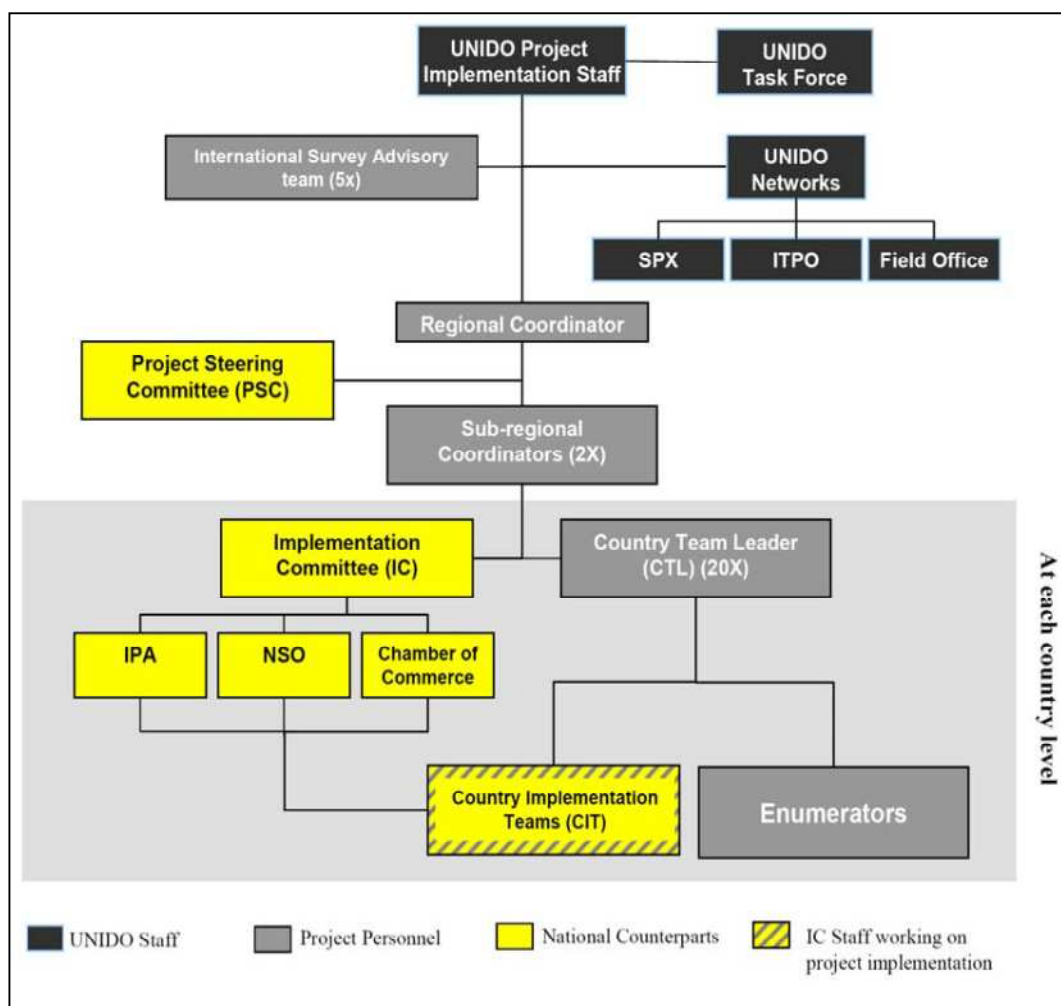 UNIDO Project
Implementation Staff
UNIDO
Task Force
International Survey Advisory
team (5x)
UNIDO
Networks
SPX
ITPO
Field Office
Regional Coordinator
Project Steering
Committee (PSC)
Sub-regional
Coordinators (2X)
Implementation
Committee (IC)
Country Team Leader
(CTL) (20X)
IPA
NSO
Chamber of
Commerce
Country Implementation
Teams (CIT)
Enumerators
At each country level
UNIDO Staff
Project Personnel
National Counterparts
IC Staff working on
project implementation